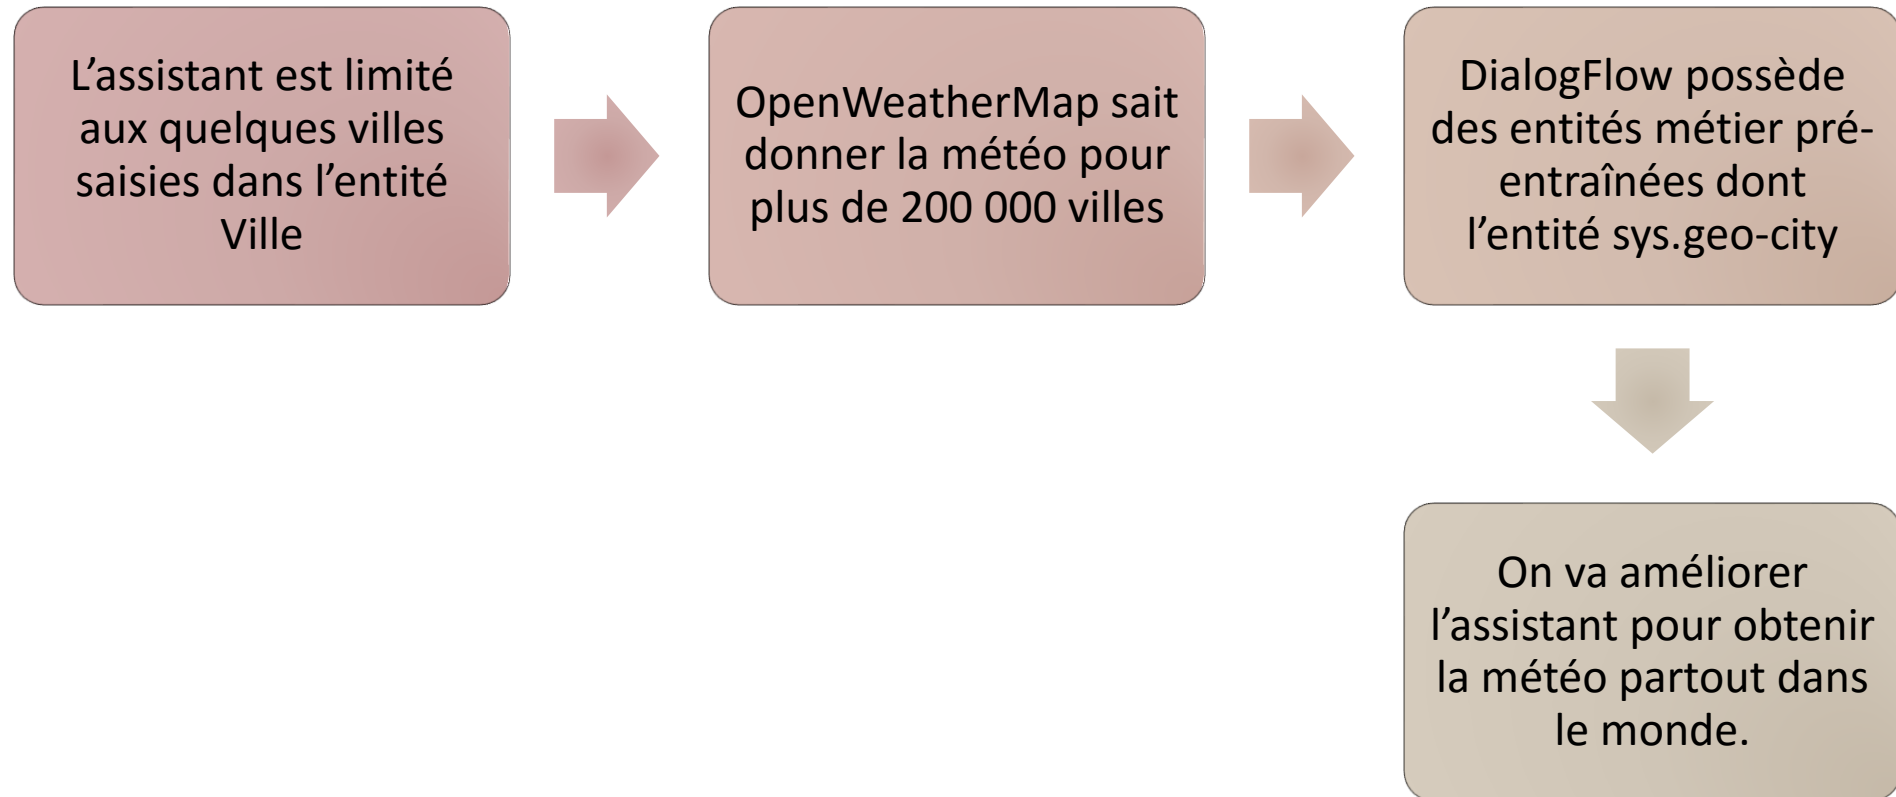 L’assistant est limité
aux quelques villes
saisies dans l’entité
Ville
OpenWeatherMap sait
donner la météo pour
plus de 200 000 villes
DialogFlow possède
des entités métier pré-
entraînées dont
l’entité sys.geo-city
On va améliorer
l’assistant pour obtenir
la météo partout dans
le monde.